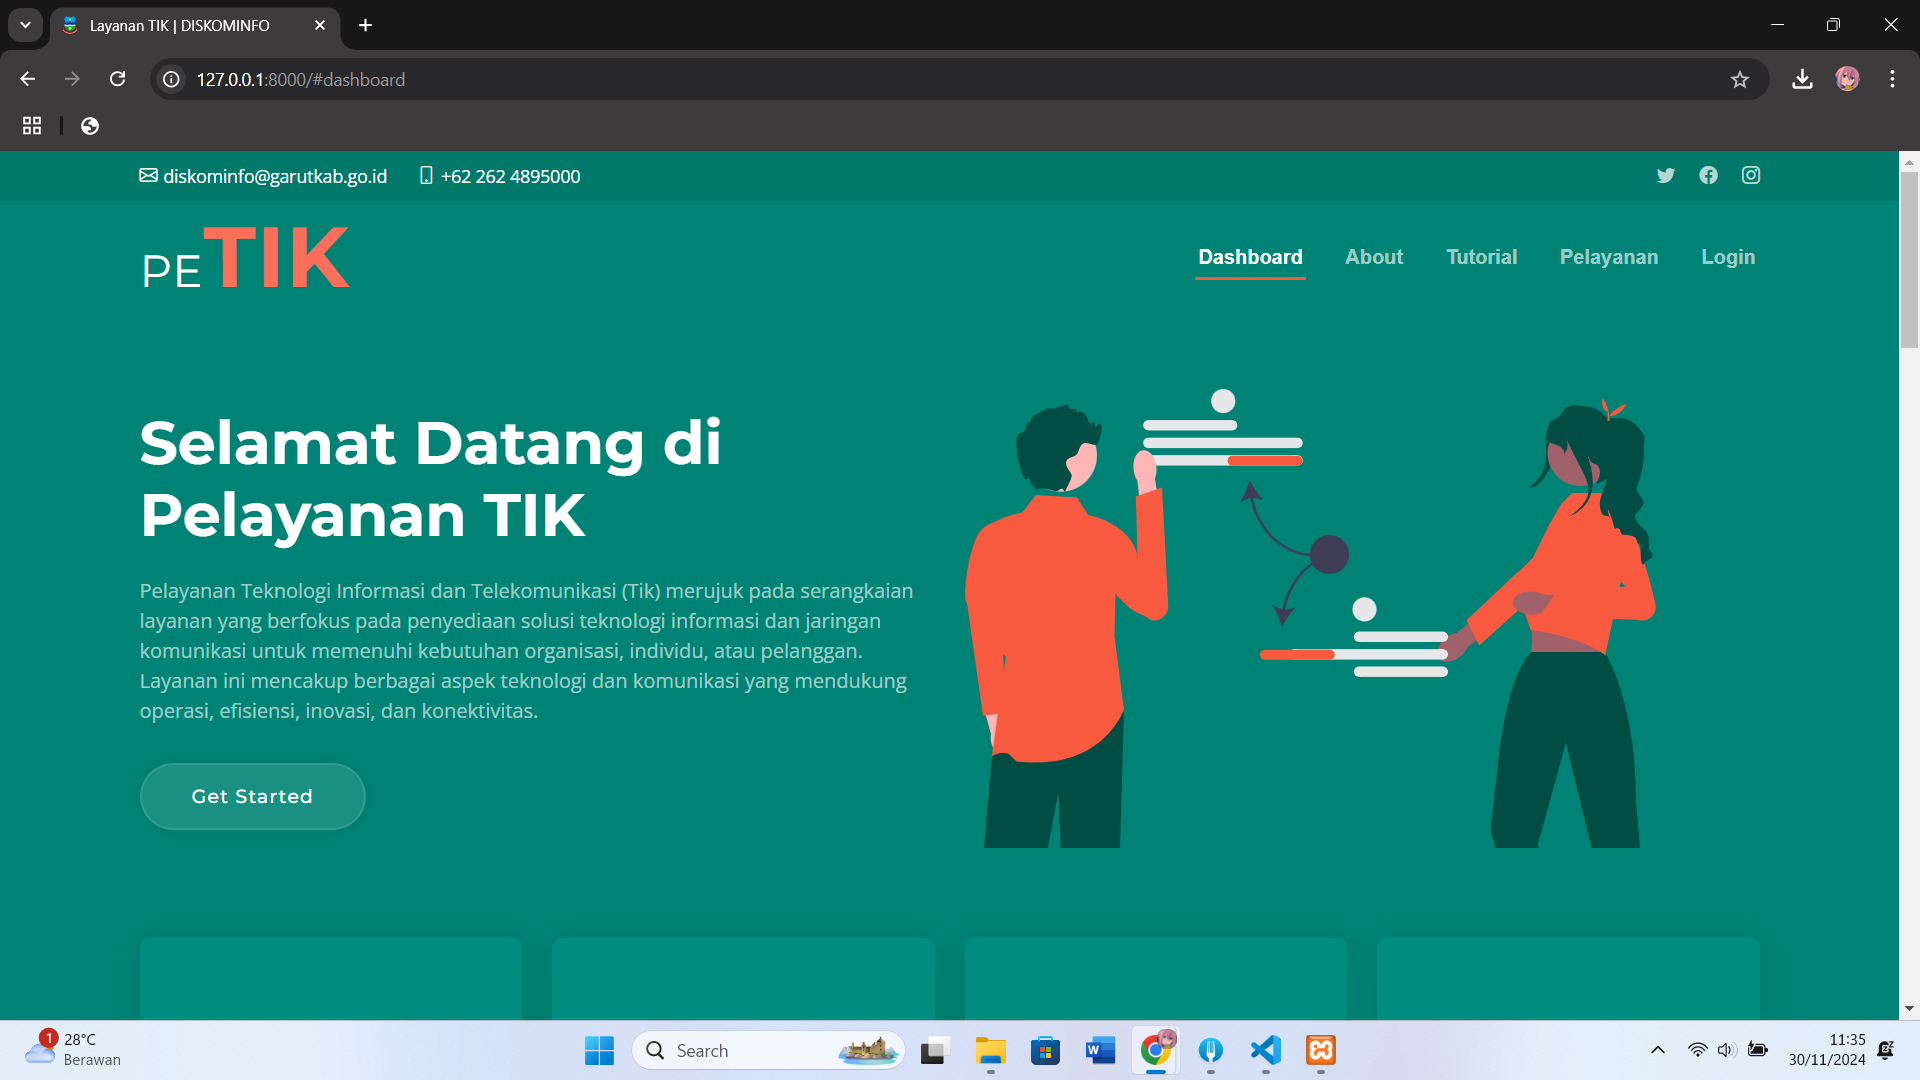 Layanan TIK | DISKOMINFO
127.0.0.1:8000/#dashboard
diskominfo@garutkab.go.id +62 262 4895000
PETIK
Dashboard About Tutorial Pelayanan Login
Selamat Datang di
Pelayanan TIK
Pelayanan Teknologi Informasi dan Telekomunikasi (Tik) merujuk pada serangkaian
layanan yang berfokus pada penyediaan solusi teknologi informasi dan jaringan
komunikasi untuk memenuhi kebutuhan organisasi, individu, atau pelanggan.
Layanan ini mencakup berbagai aspek teknologi dan komunikasi yang mendukung
operasi, efisiensi, inovasi, dan konektivitas.
Get Started
1
28°C
Berawan
Search
W
11:35
30/11/2024